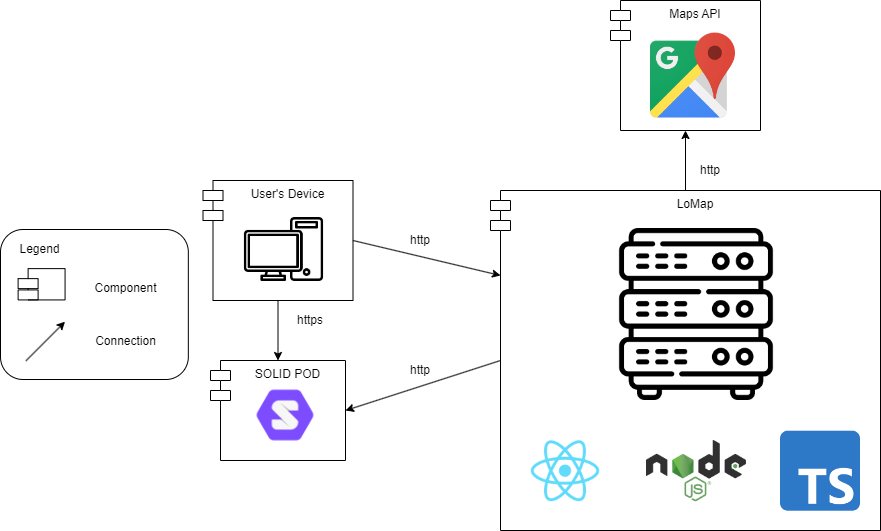 Maps API
G
http
User's Device
LoMap
http
Legend
Component
https
Connection
SOLID POD
http
node
JS
TS